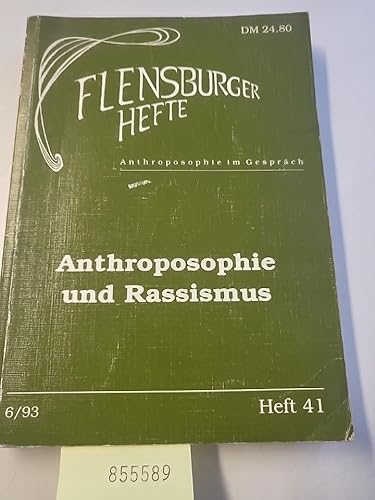 DM 24,80
FLENSBURGER
HEFTE
Anthroposophie im Gespräch
Anthroposophie
und Rassismus
6/93
Heft 41
855589